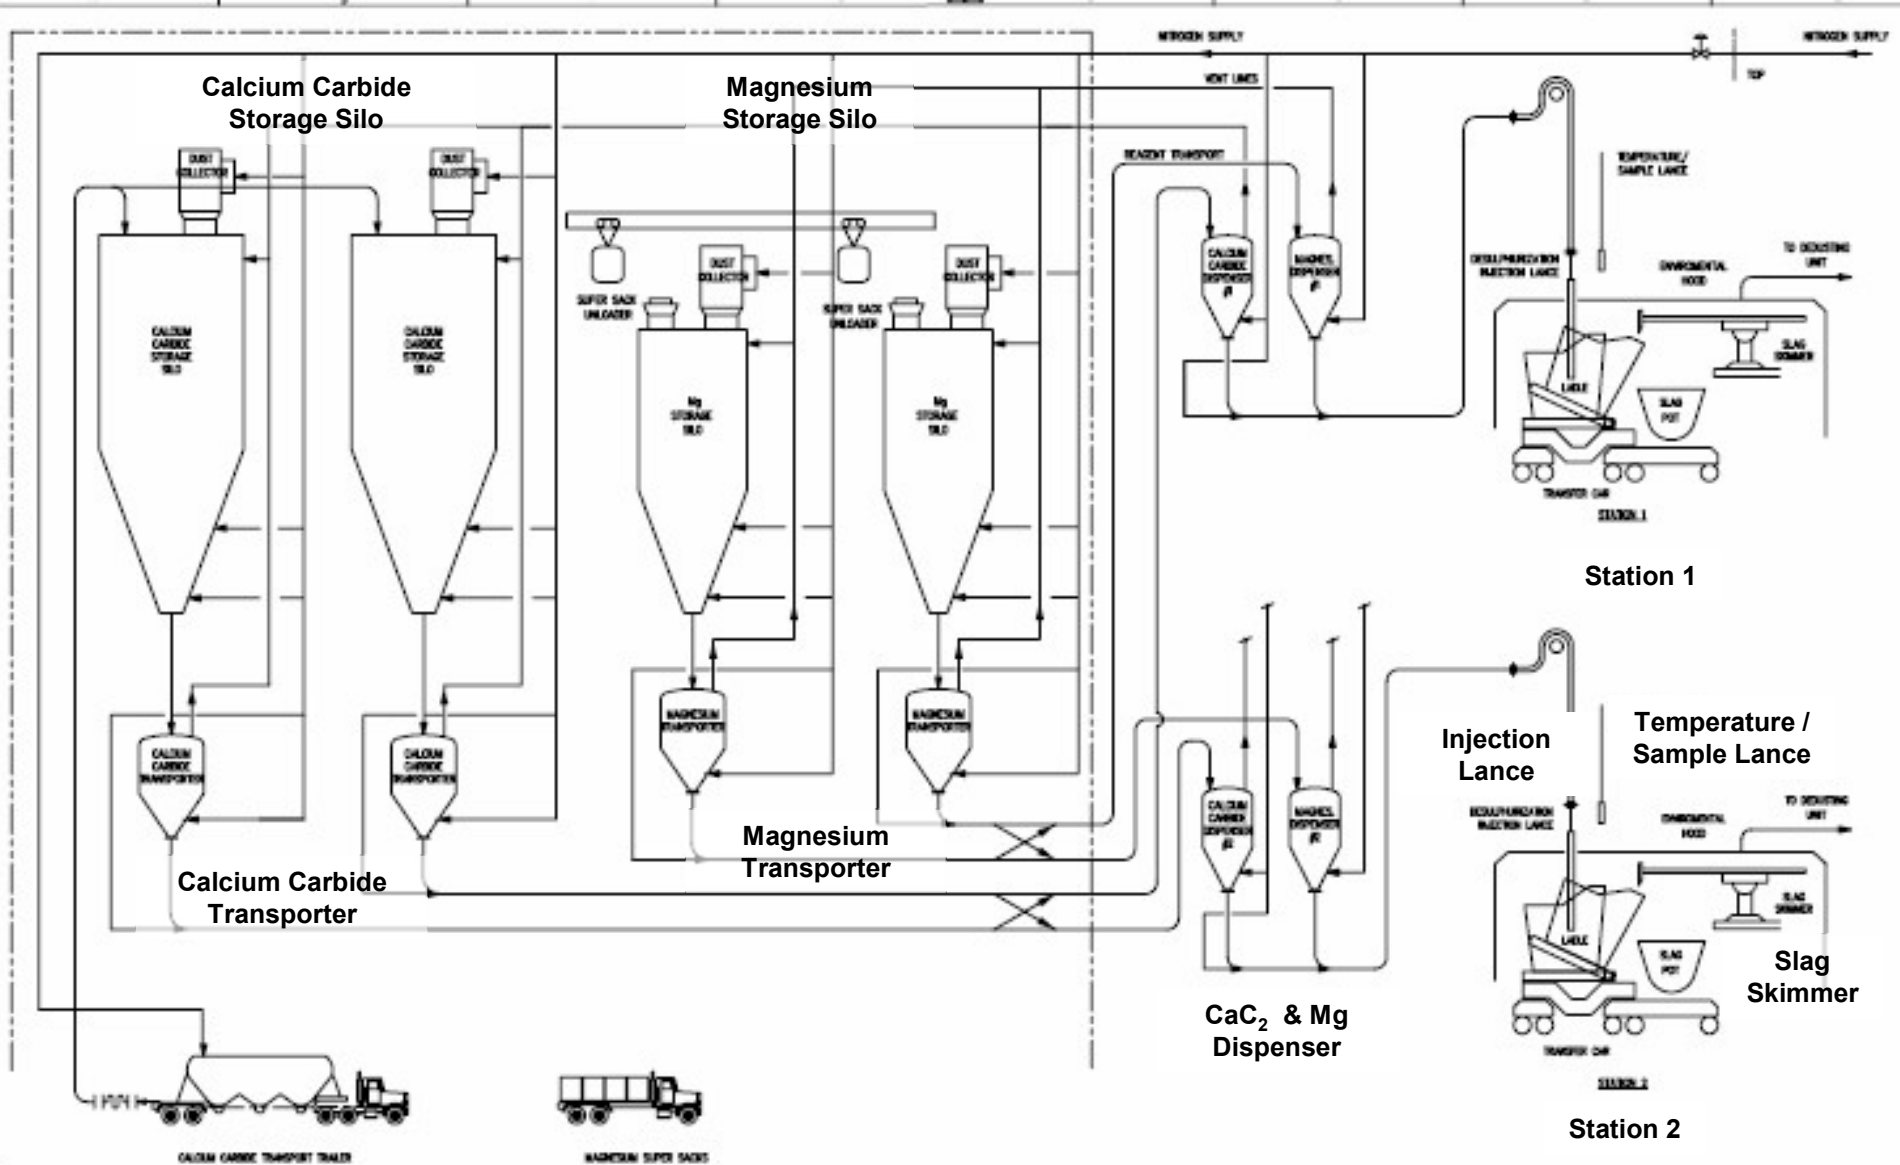 NITROGEN SUPPLY
NITROGEN SUPPLY
TOP
VENT LINES
Calcium Carbide
Storage Silo
Magnesium
Storage Silo
DUST
COLLECTOR
DUST
COLLECTOR
REAGENT TRANSPORT
TEMPERATURE/
SAMPLE LANCE
SUPER SACK
UNLOADER
DUST
COLLECTOR
SUPER SACK
UNLOADER
DUST
COLLECTOR
CALCIUM
CARBIDE
DISPENSER
#1
MAGNES.
DISPENSER
#1
DESULPHURIZATION
INJECTION LANCE
ENVIROMENTAL
HOOD
TO DEDUSTING
UNIT
CALCIUM
CARBIDE
STORAGE
SILO
CALCIUM
CARBIDE
STORAGE
SILO
Mg
STORAGE
SILO
Mg
STORAGE
SILO
LADLE
SLAG
POT
SLAG
SKIMMER
TRANSFER CAR
STATION 1
Station 1
CALCIUM
CARBIDE
TRANSPORTER
CALCIUM
CARBIDE
TRANSPORTER
MAGNESIUM
TRANSPORTER
MAGNESIUM
TRANSPORTER
Injection
Lance
Temperature /
Sample Lance
CALCIUM
CARBIDE
DISPENSER
#2
MAGNES.
DISPENSER
#2
DESULPHURIZATION
INJECTION LANCE
ENVIROMENTAL
HOOD
TO DEDUSTING
UNIT
Magnesium
Transporter
Calcium Carbide
Transporter
LADLE
SLAG
POT
SLAG
SKIMMER
Slag
Skimmer
CaC₂ & Mg
Dispenser
TRANSFER CAR
STATION 2
Station 2
CALCIUM CARBIDE TRANSPORT TRAILER
MAGNESIUM SUPER SACKS